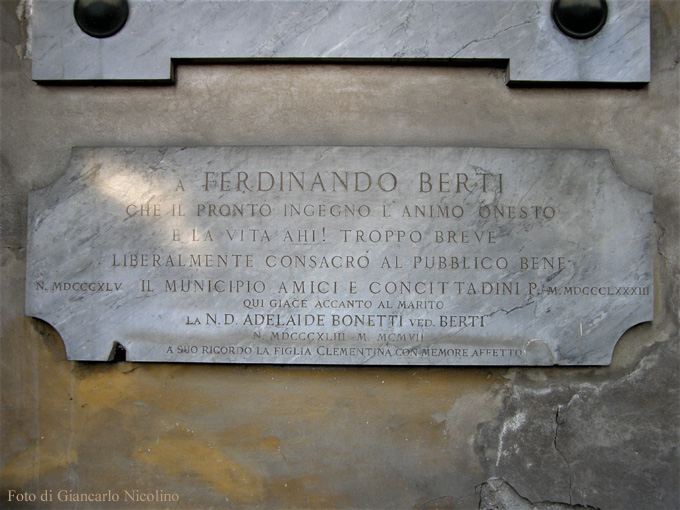 A FERDINANDO BERTI
CHE IL PRONTO INGEGNO L'ANIMO ONESTO
E LA VITA AHI! TROPPO BREVE
LIBERALMENTE CONSACRÒ AL PUBBLICO BENE
N. MDCCCXLV IL MUNICIPIO AMICI E CONCITTADINI P. M. MDCCCLXXXIII
QUI GIACE ACCANTO AL MARITO
LA N. D. ADELAIDE BONETTI VED. BERTI
N. MDCCCXLIII M. MCMVII
A SUO RICORDO LA FIGLIA CLEMENTINA CON MEMORE AFFETTO
Foto di Giancarlo Nicolino